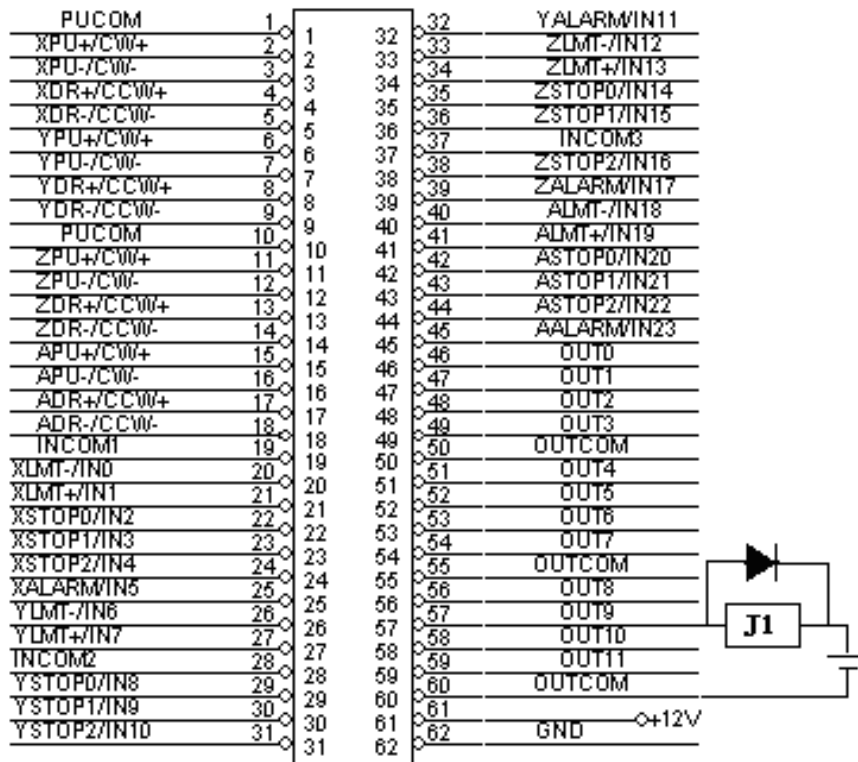 PUCOM 1 1 32 32 YALARM/IN11
XPU+/CW+ 2 2 33 33 ZLMT-/IN12
XPU-/CW- 3 3 34 34 ZLMT+/IN13
XDR+/CCW+ 4 4 35 35 ZSTOP0/IN14
XDR-/CCW- 5 5 36 36 ZSTOP1/IN15
YPU+/CW+ 6 6 37 37 INCOM3
YPU-/CW- 7 7 38 38 ZSTOP2/IN16
YDR+/CCW+ 8 8 39 39 ZALARM/IN17
YDR-/CCW- 9 9 40 40 ALMT-/IN18
PUCOM 10 10 41 41 ALMT+/IN19
ZPU+/CW+ 11 11 42 42 ASTOP0/IN20
ZPU-/CW- 12 12 43 43 ASTOP1/IN21
ZDR+/CCW+ 13 13 44 44 ASTOP2/IN22
ZDR-/CCW- 14 14 45 45 AALARM/IN23
APU+/CW+ 15 15 46 46 OUT0
APU-/CW- 16 16 47 47 OUT1
ADR+/CCW+ 17 17 48 48 OUT2
ADR-/CCW- 18 18 49 49 OUT3
INCOM1 19 19 50 50 OUTCOM
XLMT-/IN0 20 20 51 51 OUT4
XLMT+/IN1 21 21 52 52 OUT5
XSTOP0/IN2 22 22 53 53 OUT6
XSTOP1/IN3 23 23 54 54 OUT7
XSTOP2/IN4 24 24 55 55 OUTCOM
XALARM/IN5 25 25 56 56 OUT8
YLMT-/IN6 26 26 57 57 OUT9 J1
YLMT+/IN7 27 27 58 58 OUT10
INCOM2 28 28 59 59 OUT11
YSTOP0/IN8 29 29 60 60 OUTCOM
YSTOP1/IN9 30 30 61 61 +12V
YSTOP2/IN10 31 31 62 62 GND